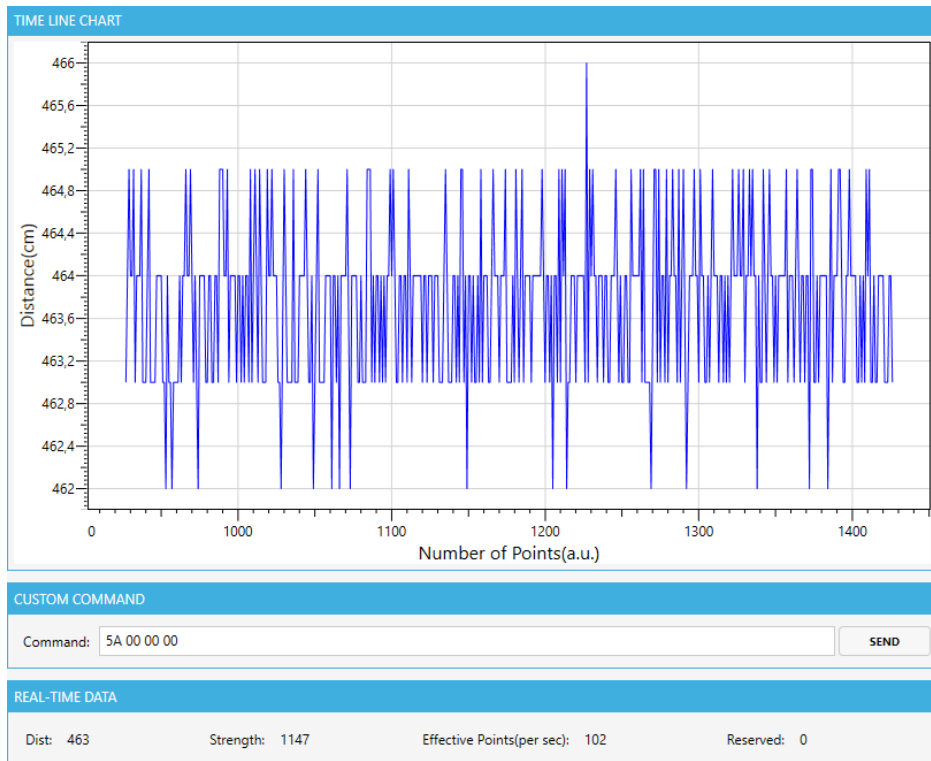 TIME LINE CHART
466
465,6
465,2
464,8
464,4
464
463,6
463,2
462,8
462,4
462
Distance(cm)
0 1000 1100 1200 1300 1400
Number of Points(a.u.)
CUSTOM COMMAND
Command: 5A 00 00 00 SEND
REAL-TIME DATA
Dist: 463 Strength: 1147 Effective Points(per sec): 102 Reserved: 0